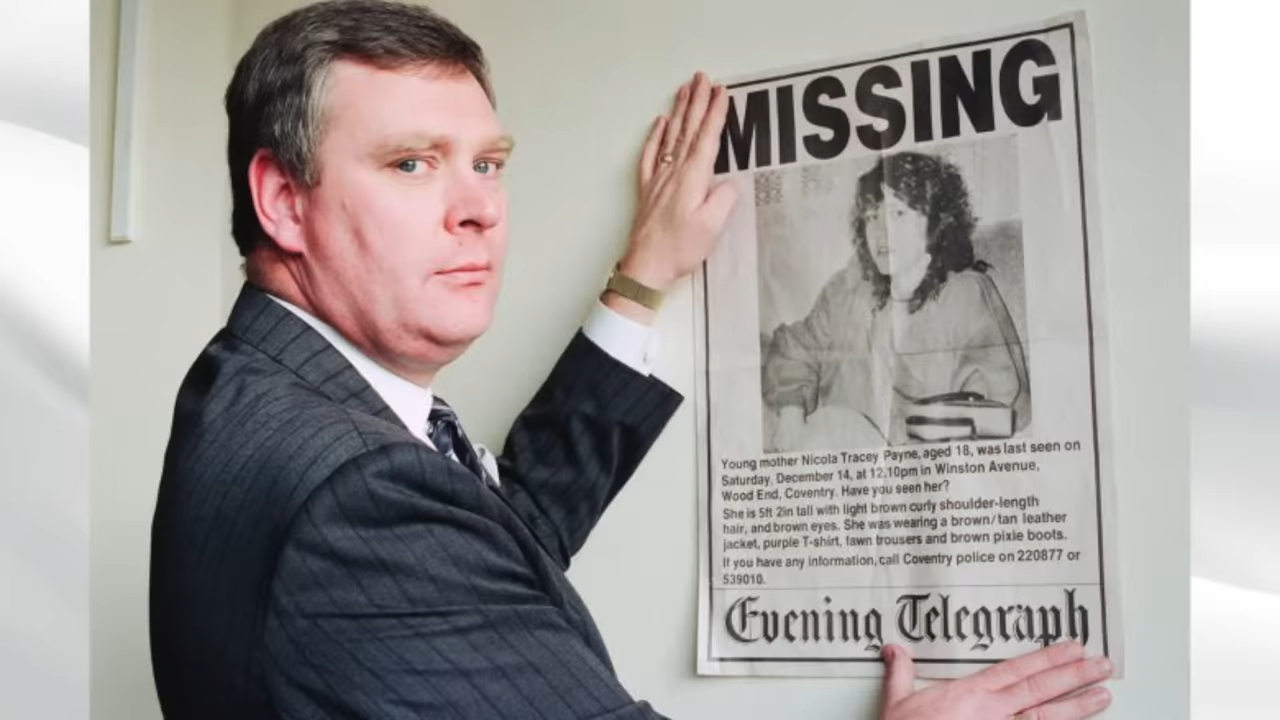 MISSING
Young mother Nicola Tracey Payne, aged 18, was last seen on
Saturday, December 14, at 12.10pm in Winston Avenue,
Wood End, Coventry. Have you seen her?
She is 5ft 2in tall with light brown curly shoulder-length
hair, and brown eyes. She was wearing a brown/tan leather
jacket, purple T-shirt, fawn trousers and brown pixie boots.
If you have any information, call Coventry police on 220877 or
539010.
Evening Telegraph